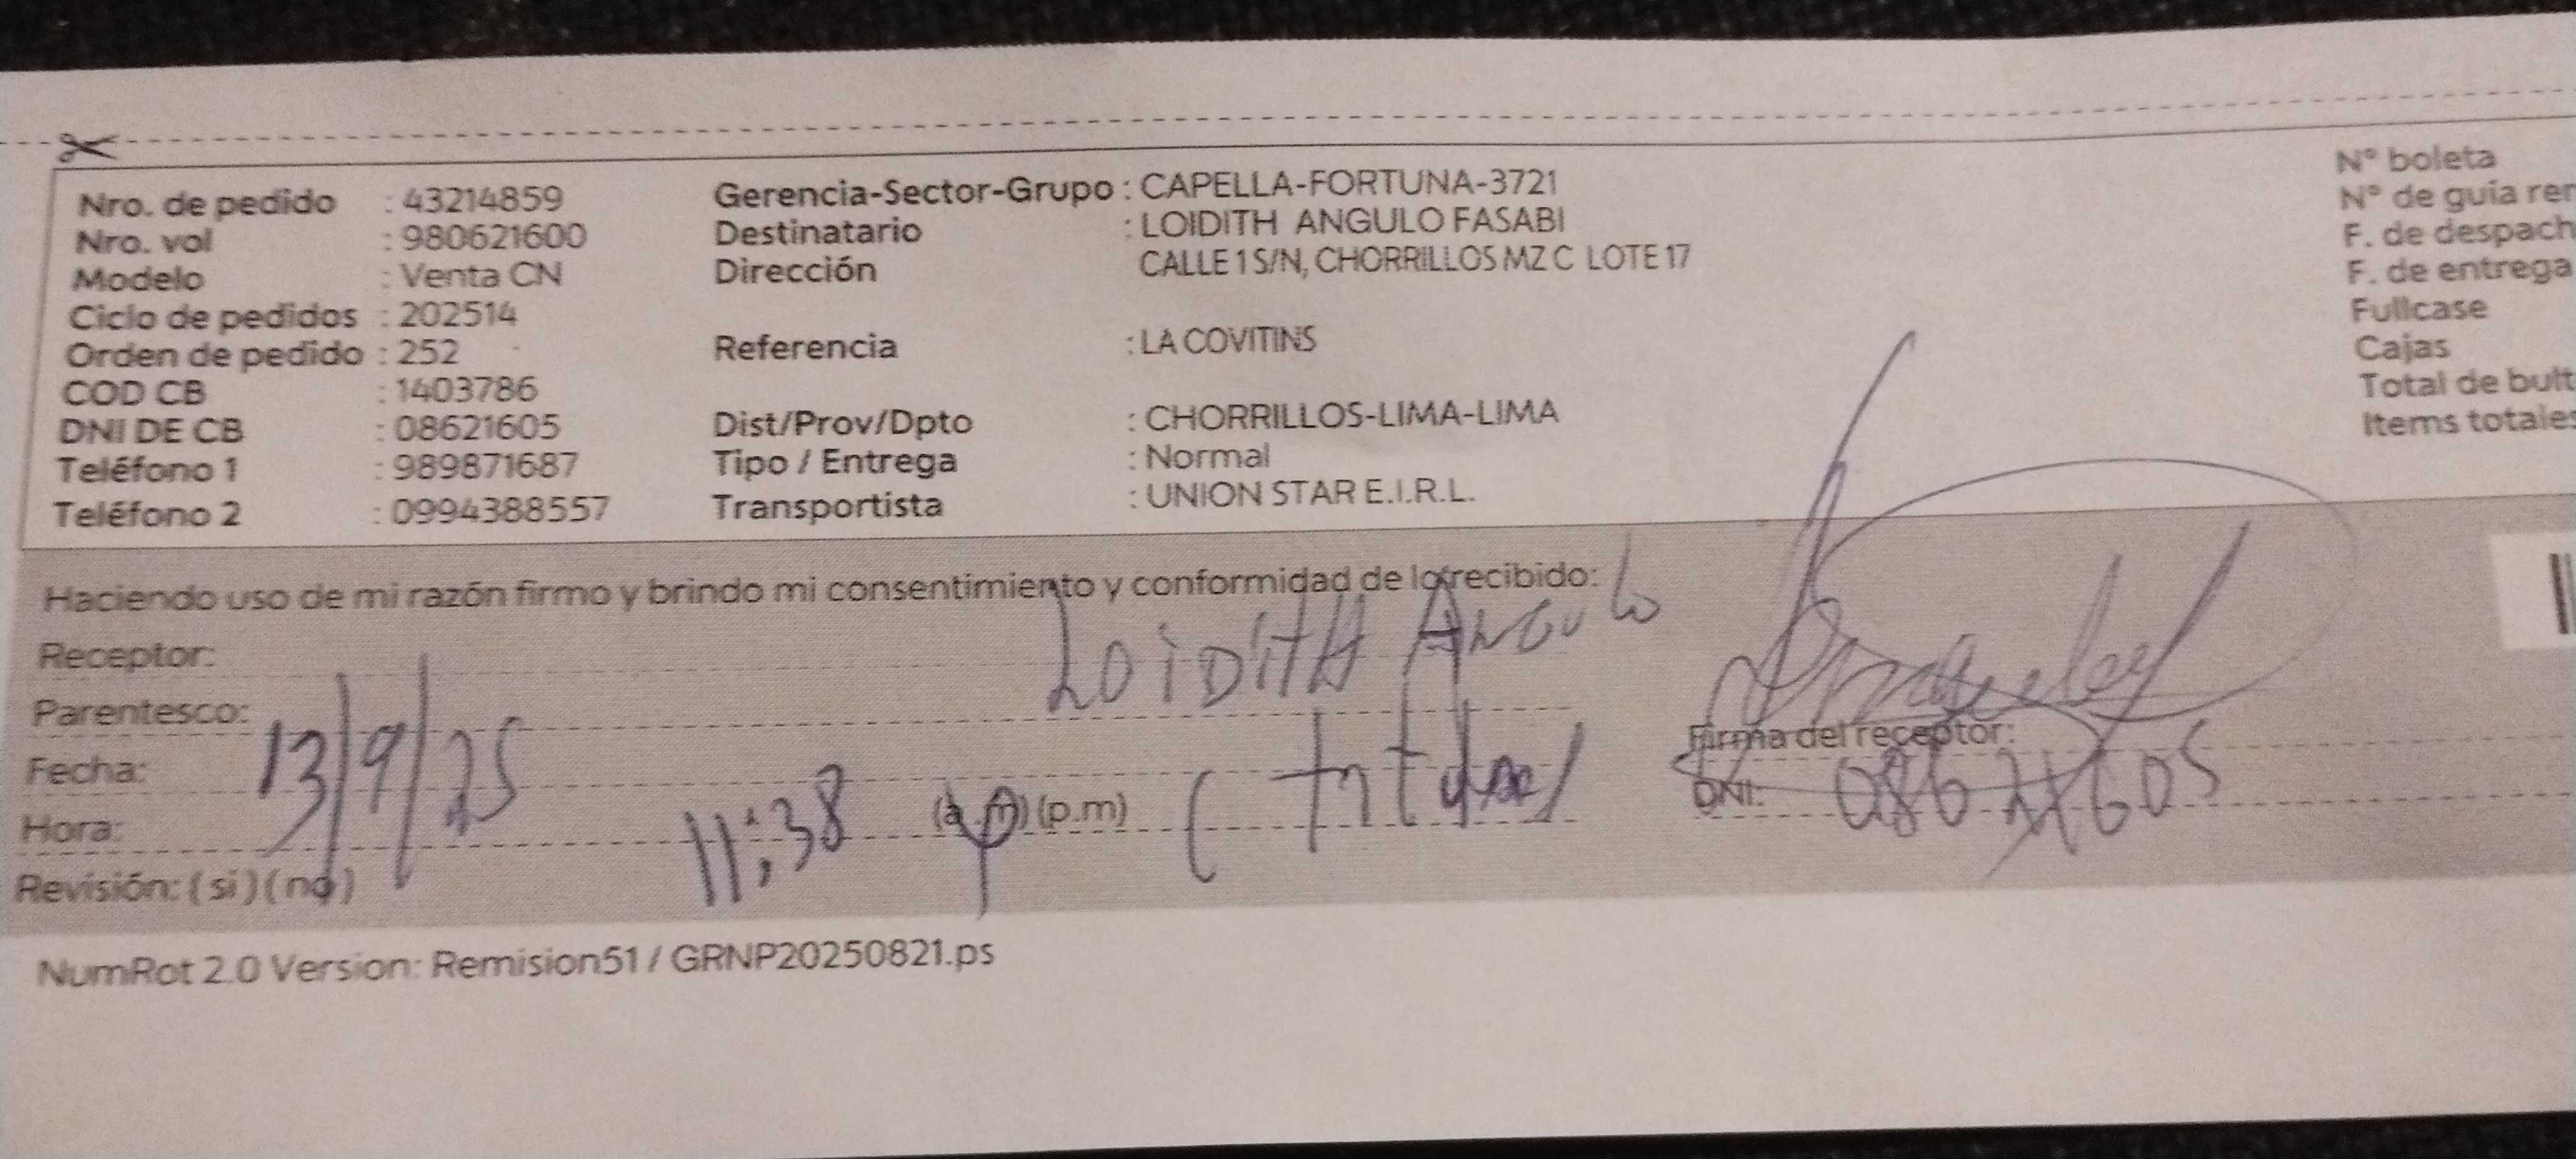 Nro. de pedido : 43214859
Nro. vol : 980621600
Modelo : Venta CN
Ciclo de pedidos : 202514
Orden de pedido : 252
COD CB : 1403786
DNI DE CB : 08621605
Teléfono 1 : 989871687
Teléfono 2 : 0994388557
Gerencia-Sector-Grupo : CAPELLA-FORTUNA-3721
Destinatario : LOIDITH ANGULO FASABI
Dirección CALLE 1 S/N, CHORRILLOS MZ C LOTE 17
Referencia : LA COVITINS
Dist/Prov/Dpto : CHORRILLOS-LIMA-LIMA
Tipo / Entrega : Normal
Transportista : UNION STAR E.I.R.L.
N° boleta
N° de guía
F. de
F. de entrega
Fullcase
Cajas
Total de
Items
Haciendo uso de mi razón firmo y brindo mi consentimiento y conformidad de lo recibido:
Receptor: LOIDITH ANGULO
Parentesco:
Fecha: 13/9/25
Hora: 11:38 (a.m) (p.m)
Revisión: ( si ) ( no )
Firma del receptor:
DNI: 08621605
NumRot 2.0 Version: Remision51 / GRNP20250821.ps